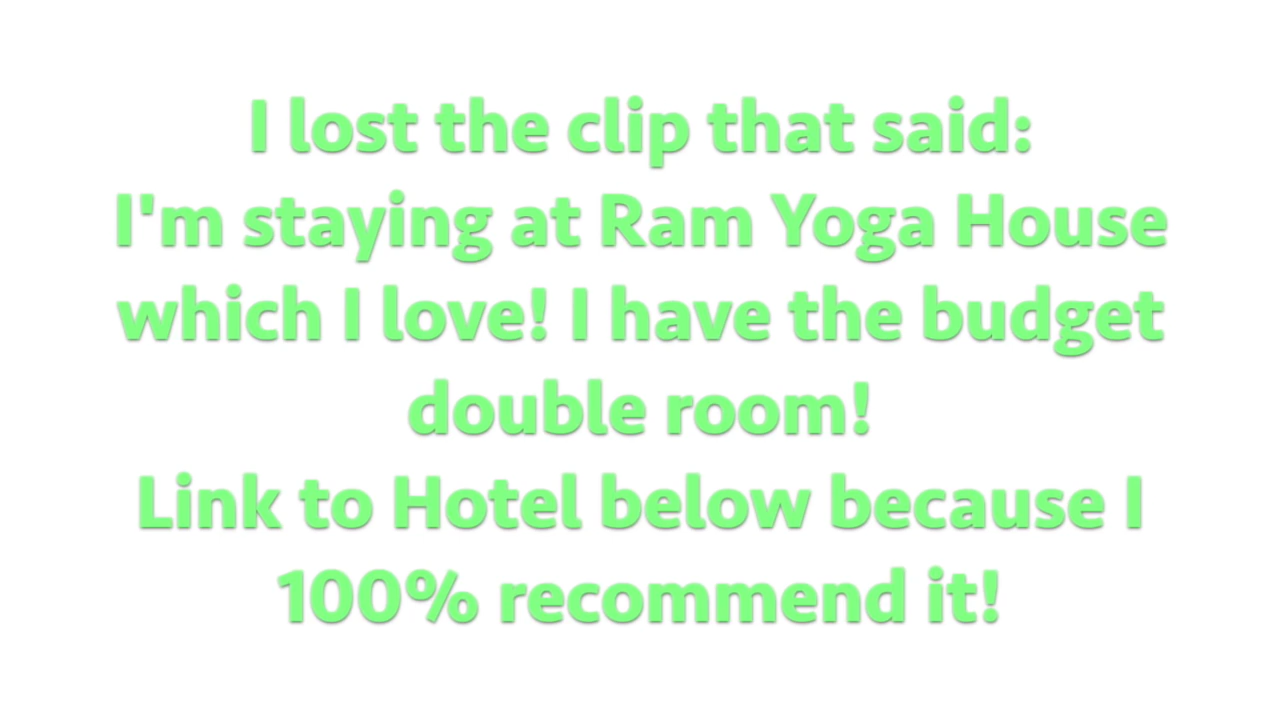 I lost the clip that said:
I'm staying at Ram Yoga House
which I love! I have the budget
double room!
Link to Hotel below because I
100% recommend it!